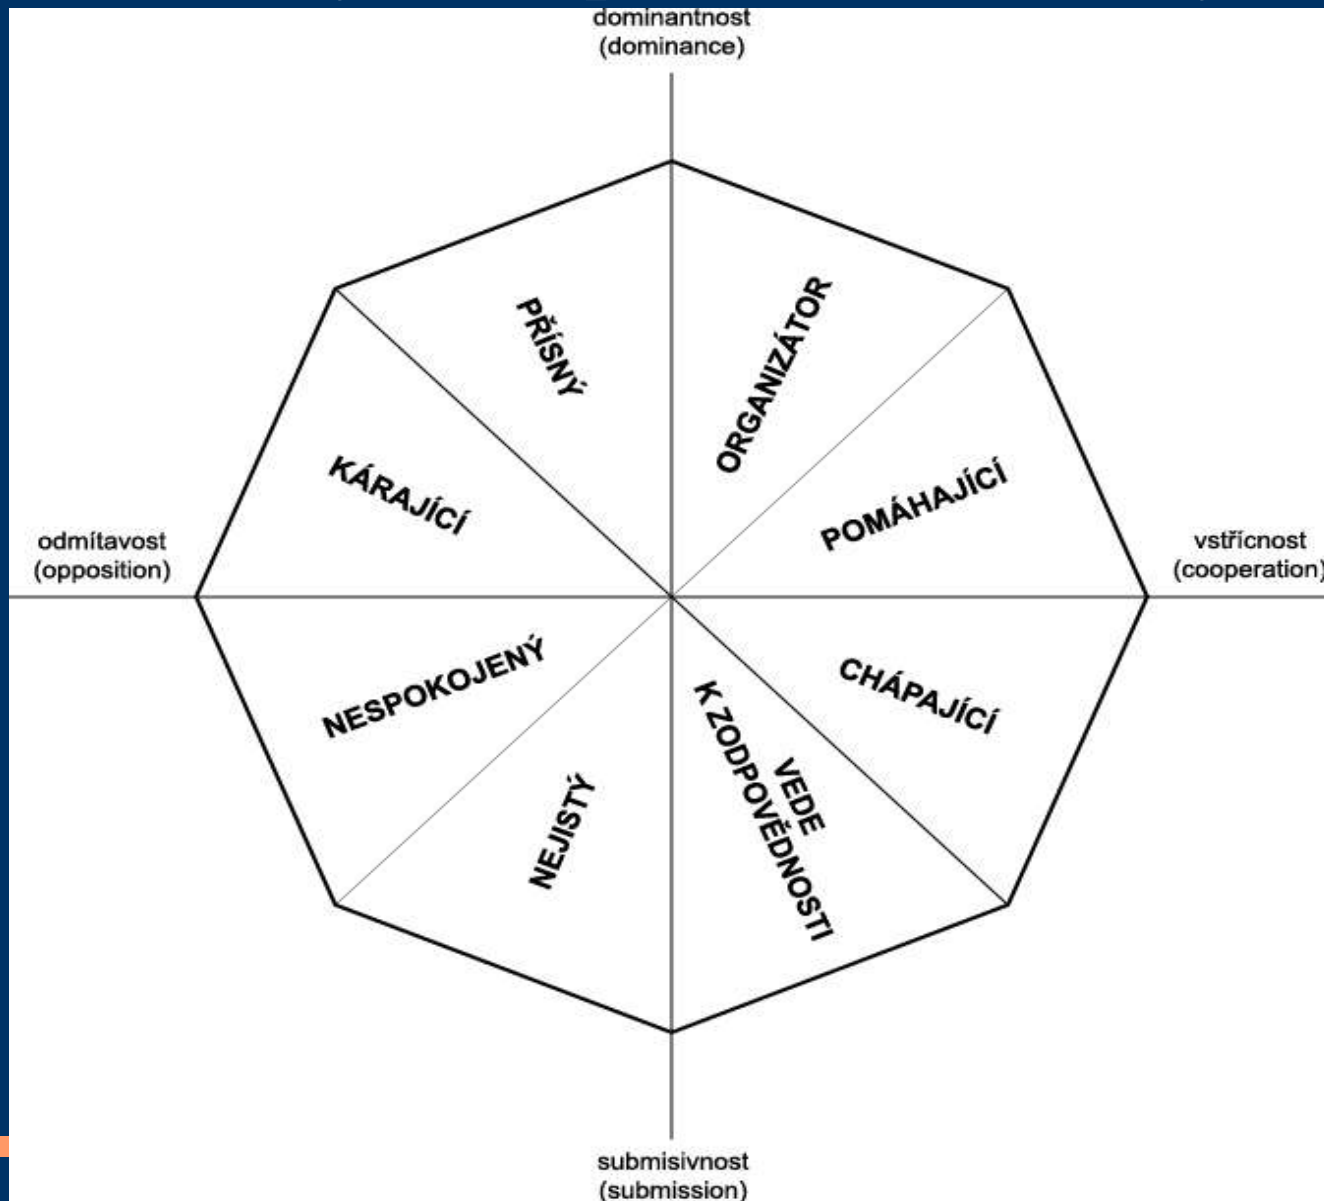 dominantnost
(dominance)
PŘÍSNÝ
ORGANIZÁTOR
KÁRAJÍCÍ
POMÁHAJÍCÍ
odmítavost
(opposition)
vstřícnost
(cooperation)
NESPOKOJENÝ
CHÁPAJÍCÍ
NEJISTÝ
VEDE
K ZODPOVĚDNOSTI
submisivnost
(submission)